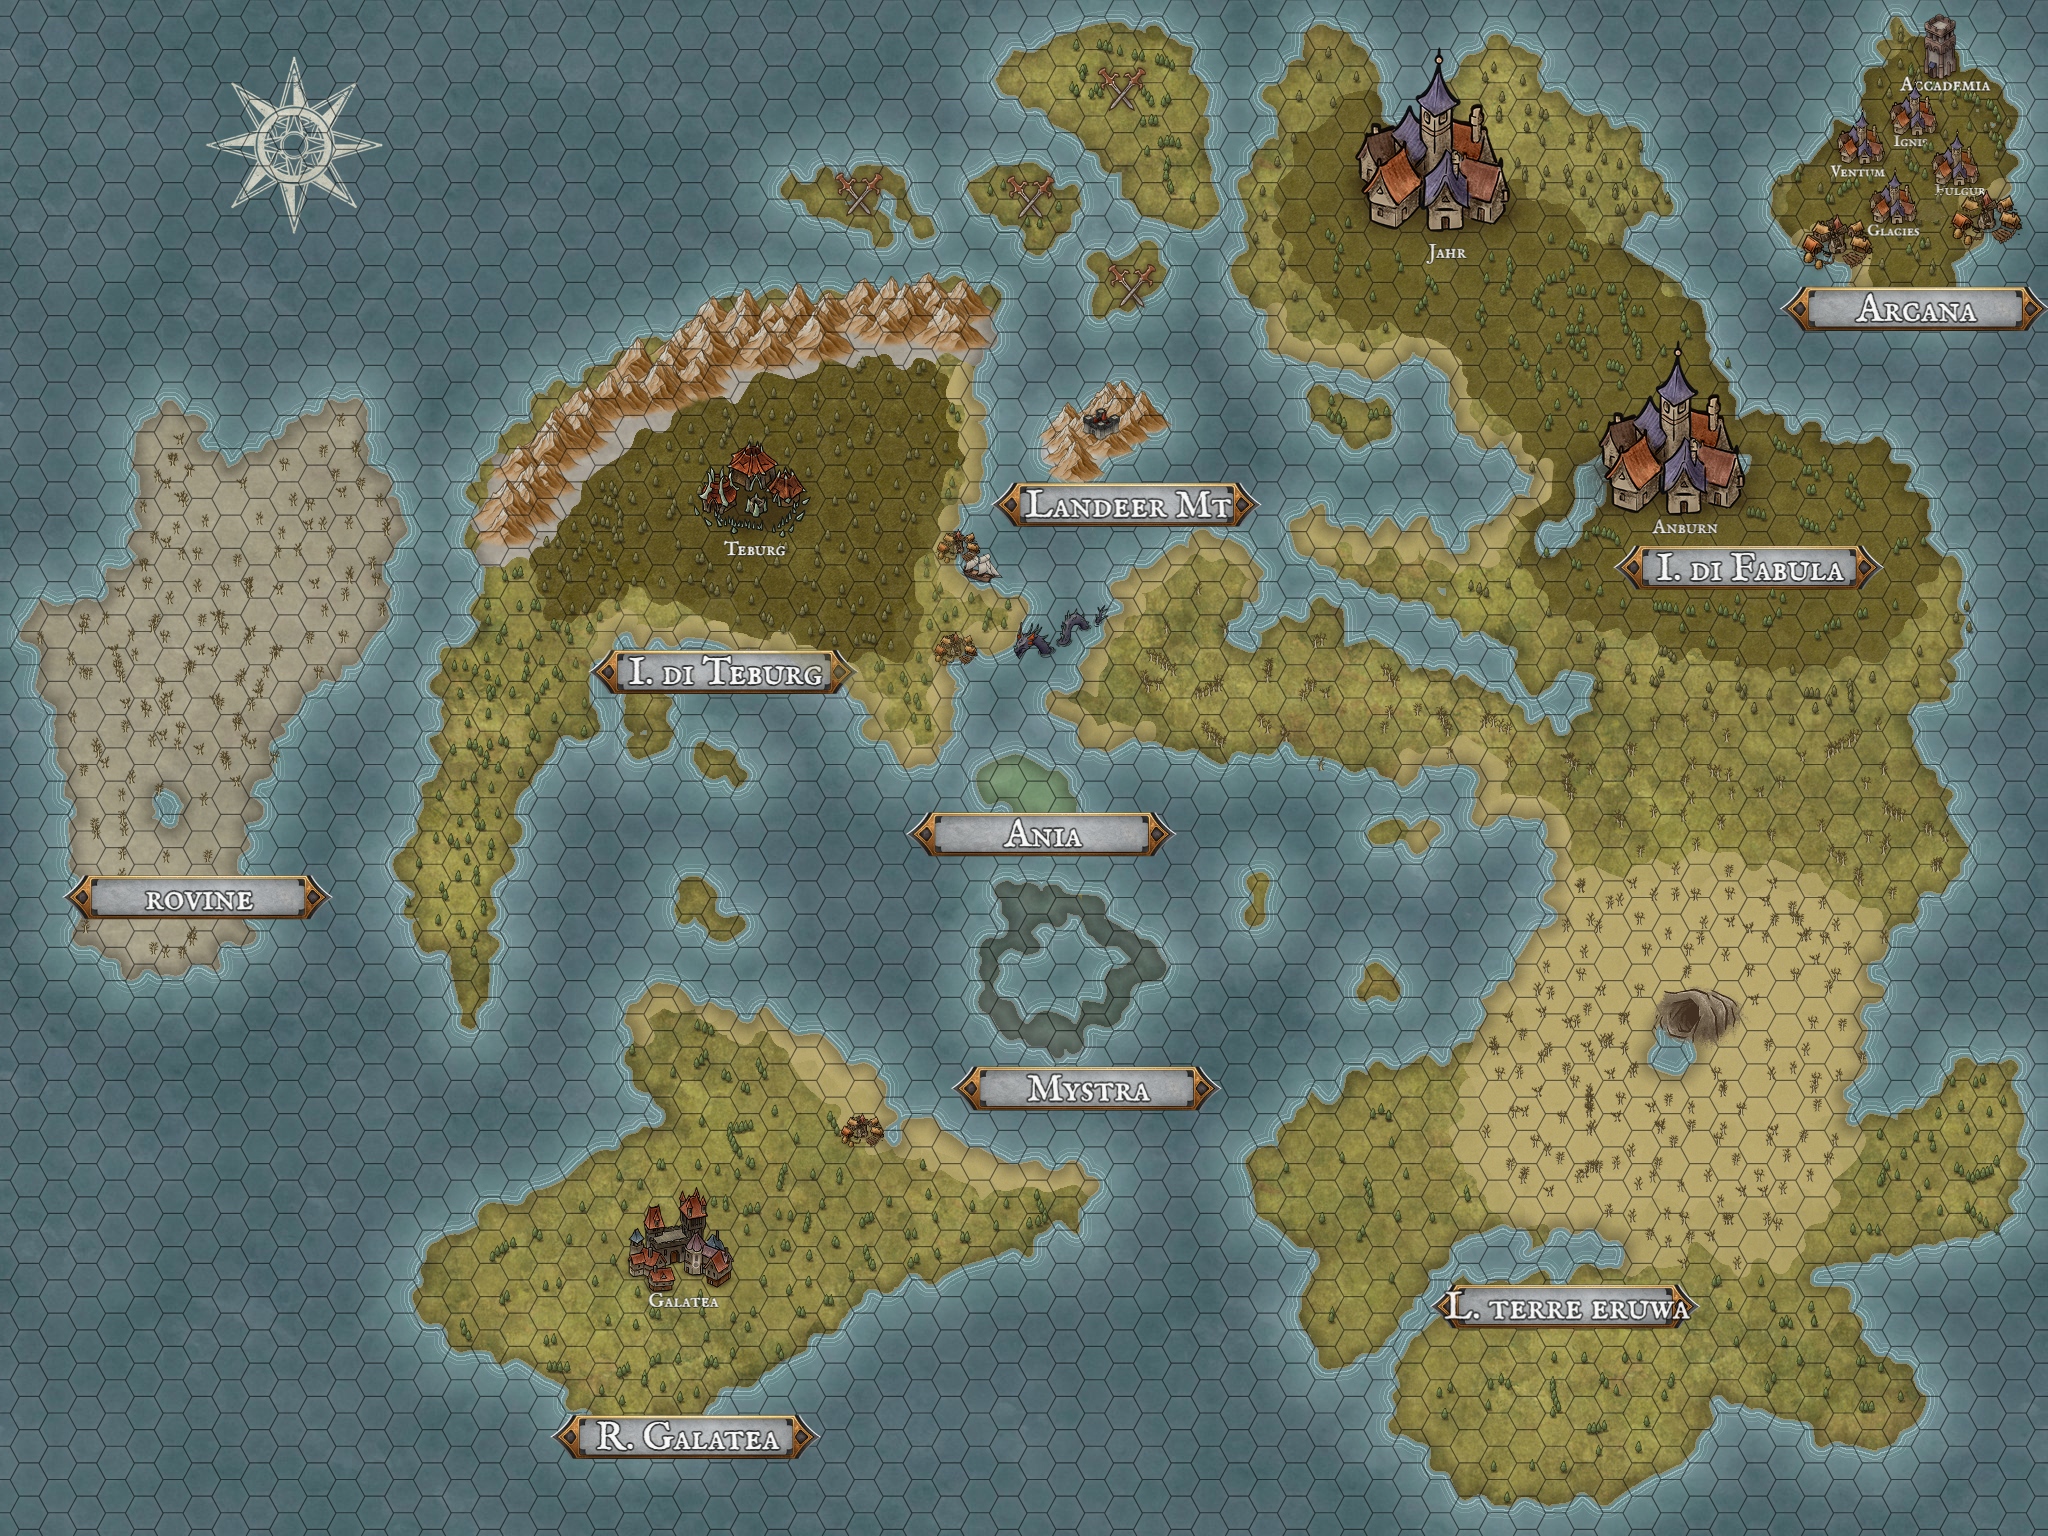 Accademia
Ignis
Ventum
Fulgur
Glacies
Arcana
Jahr
Landeer Mt
Anburn
I. di Fabula
Teburg
I. di Teburg
Ania
rovine
Mystra
Galatea
L. terre eruwa
R. Galatea